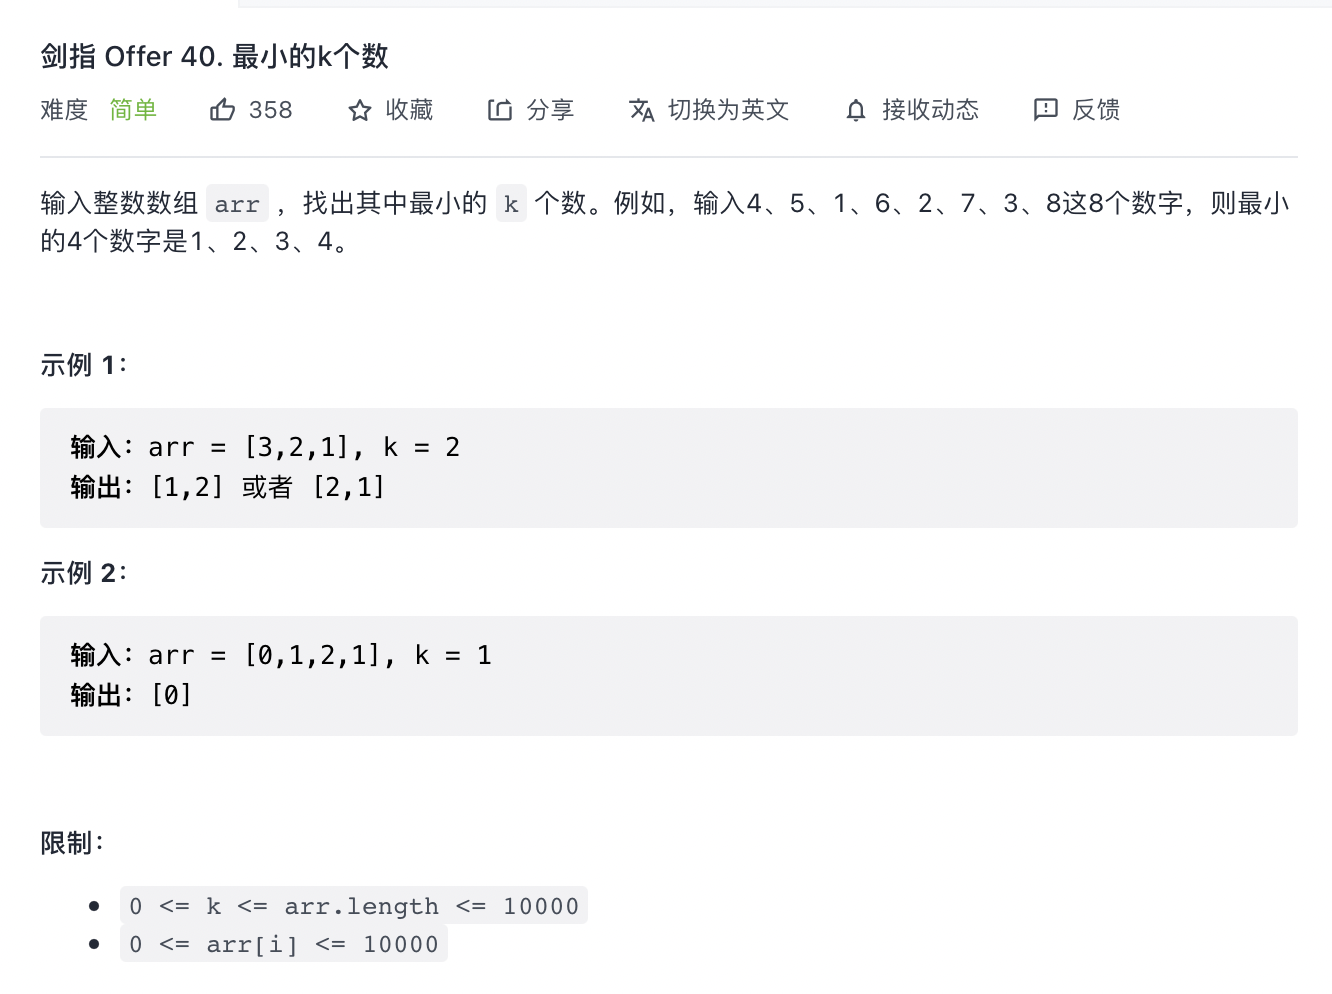 剑指 Offer 40. 最小的k个数
难度 简单 358 收藏 分享 切换为英文 接收动态 反馈
输入整数数组 arr ，找出其中最小的 k 个数。例如，输入4、5、1、6、2、7、3、8这8个数字，则最小
的4个数字是1、2、3、4。
示例 1：
输入：arr = [3,2,1], k = 2
输出：[1,2] 或者 [2,1]
示例 2：
输入：arr = [0,1,2,1], k = 1
输出：[0]
限制：
0 <= k <= arr.length <= 10000
0 <= arr[i] <= 10000